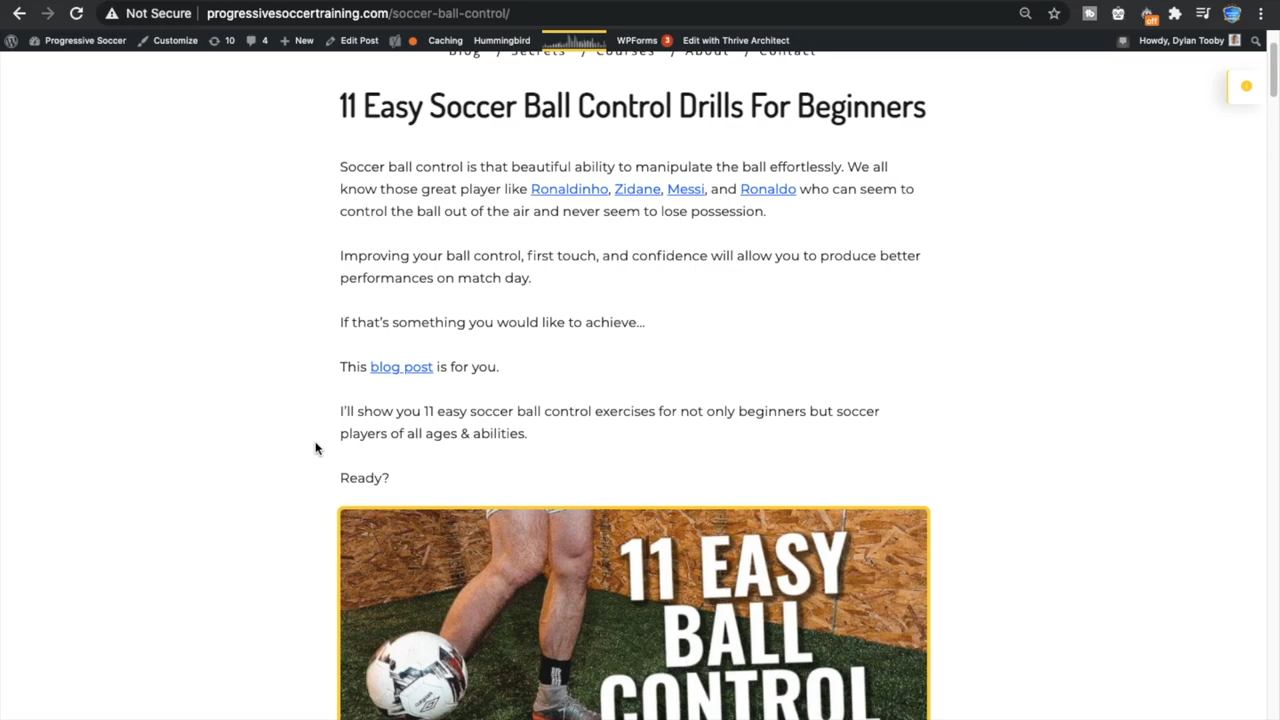 Not Secure progressivesoccertraining.com/soccer-ball-control/
off
Progressive Soccer Customize 10 4 New Edit Post Caching Hummingbird WPForms 3 Edit with Thrive Architect Howdy, Dylan Tooby
Blog / Secrets / Courses / About / Contact
11 Easy Soccer Ball Control Drills For Beginners
Soccer ball control is that beautiful ability to manipulate the ball effortlessly. We all
know those great player like Ronaldinho, Zidane, Messi, and Ronaldo who can seem to
control the ball out of the air and never seem to lose possession.
Improving your ball control, first touch, and confidence will allow you to produce better
performances on match day.
If that's something you would like to achieve...
This blog post is for you.
I'll show you 11 easy soccer ball control exercises for not only beginners but soccer
players of all ages & abilities.
Ready?
11 EASY
BALL
CONTROL